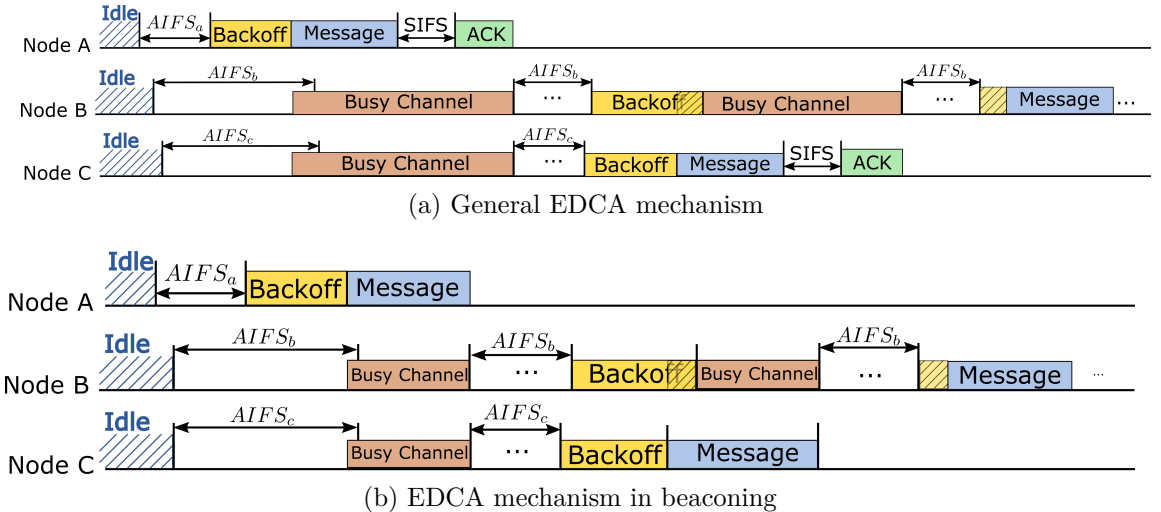 Idle AIFS_a SIFS
Node A Backoff Message ACK
Idle AIFS_b AIFS_b AIFS_b
Node B Busy Channel ... Backoff Busy Channel ... Message ...
Idle AIFS_c AIFS_c SIFS
Node C Busy Channel ... Backoff Message ACK
(a) General EDCA mechanism
Idle AIFS_a
Node A Backoff Message
Idle AIFS_b AIFS_b AIFS_b
Node B Busy Channel ... Backoff Busy Channel ... Message ...
Idle AIFS_c AIFS_c
Node C Busy Channel ... Backoff Message
(b) EDCA mechanism in beaconing